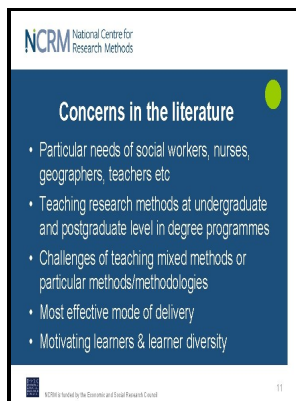 NCRM National Centre for
Research Methods
Concerns in the literature
• Particular needs of social workers, nurses,
geographers, teachers etc
• Teaching research methods at undergraduate
and postgraduate level in degree programmes
• Challenges of teaching mixed methods or
particular methods/methodologies
• Most effective mode of delivery
• Motivating learners & learner diversity
NCRM is funded by the Economic and Social Research Council
11